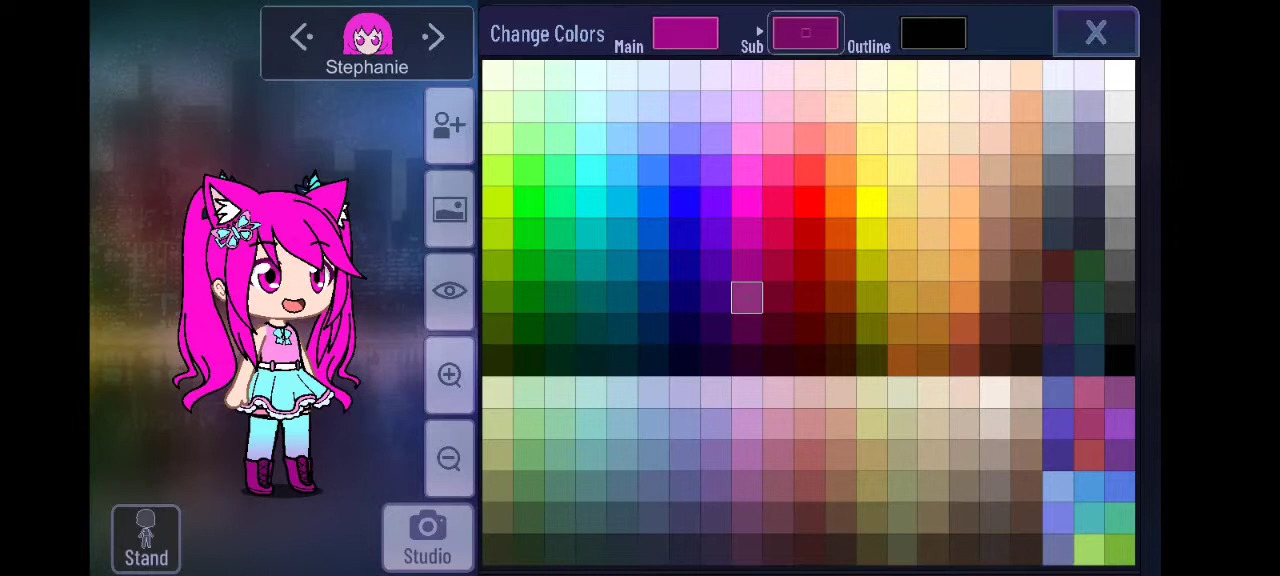 Stephanie
Change Colors
Main
Sub
Outline
X
Stand
Studio